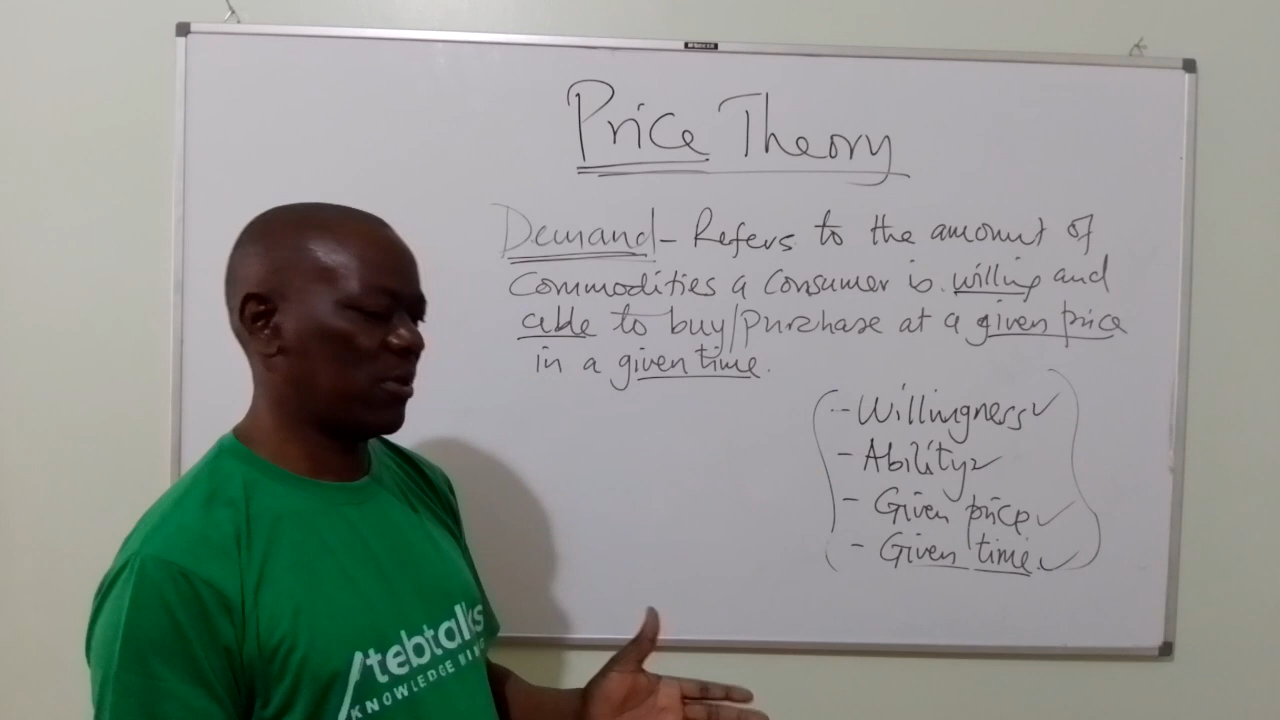 Price Theory
Demand - Refers to the amount of
Commodities a Consumer is willing and
able to buy/purchase at a given price
in a given time.
- Willingness ✓
- Ability ✓
- Given price ✓
- Given time. ✓
tebtalks
KNOWLEDGE